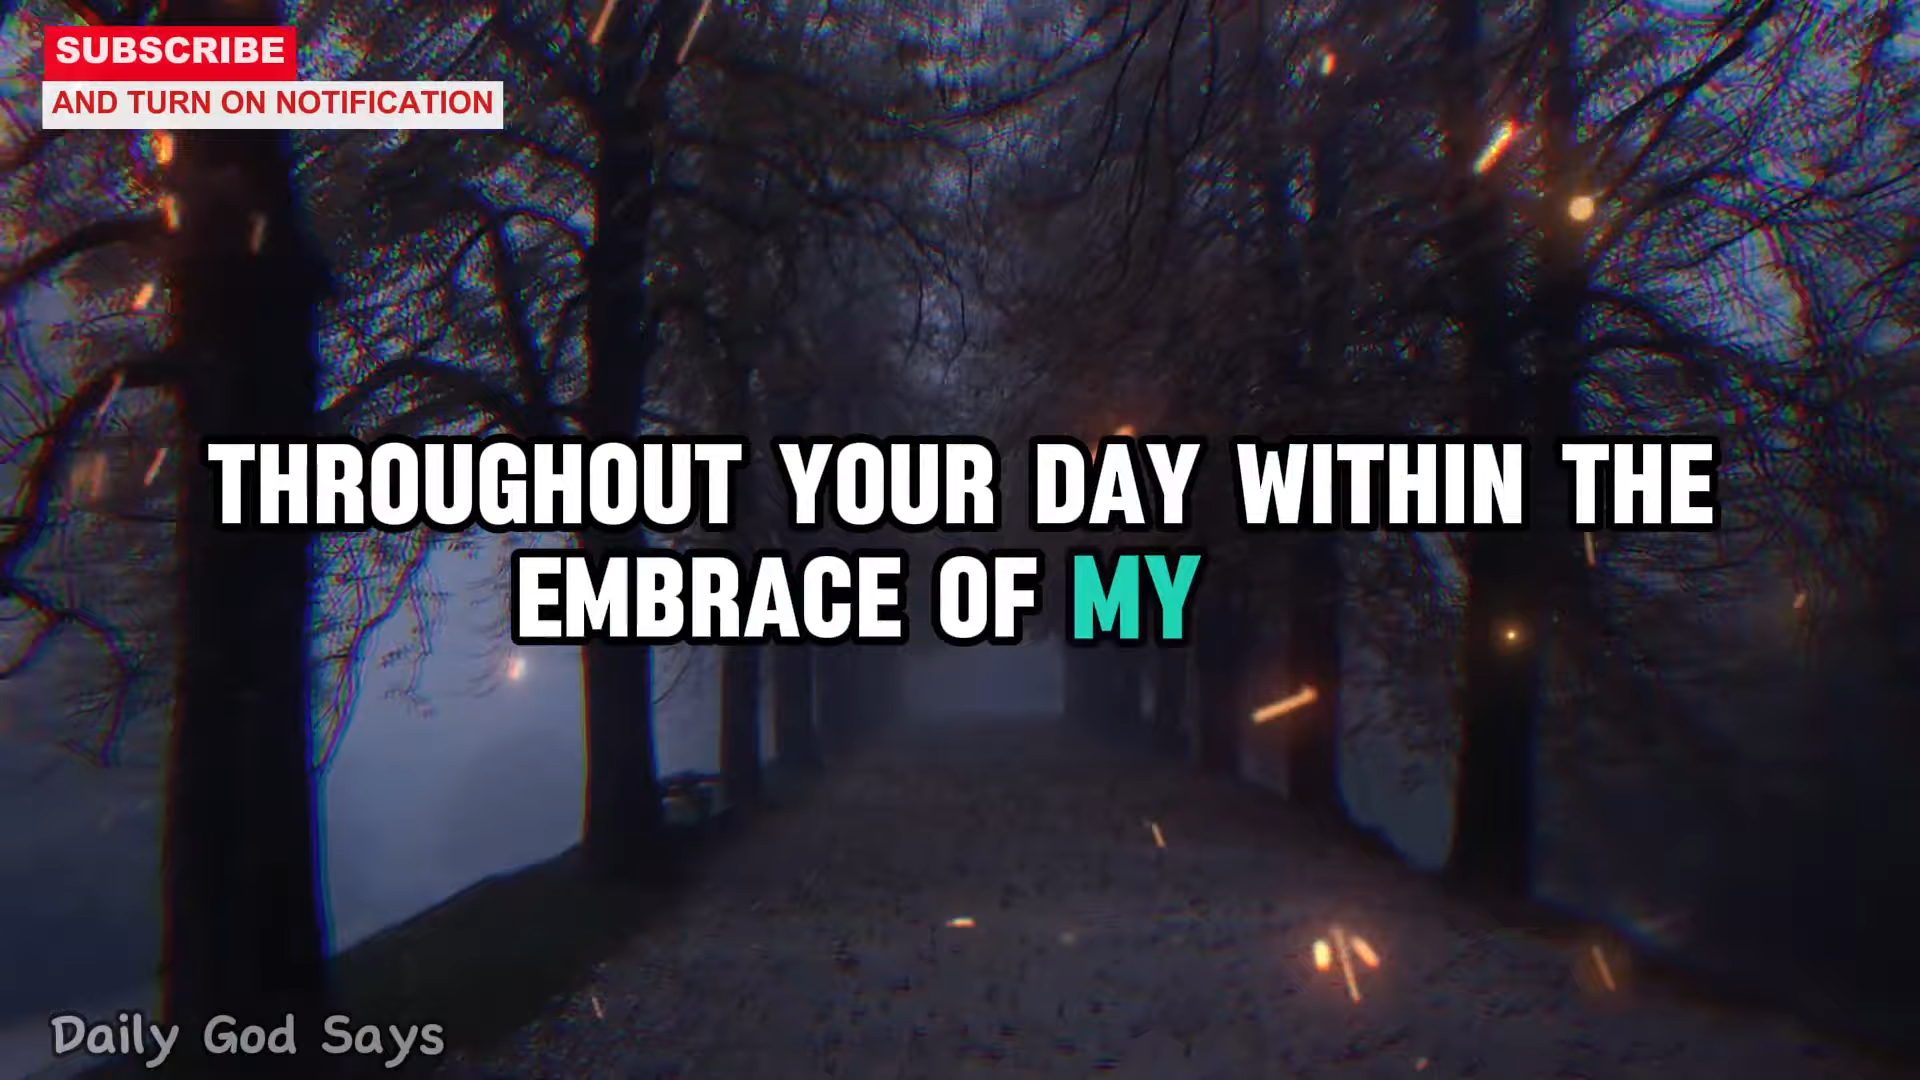 SUBSCRIBE
AND TURN ON NOTIFICATION
THROUGHOUT YOUR DAY WITHIN THE
EMBRACE OF MY
Daily God Says